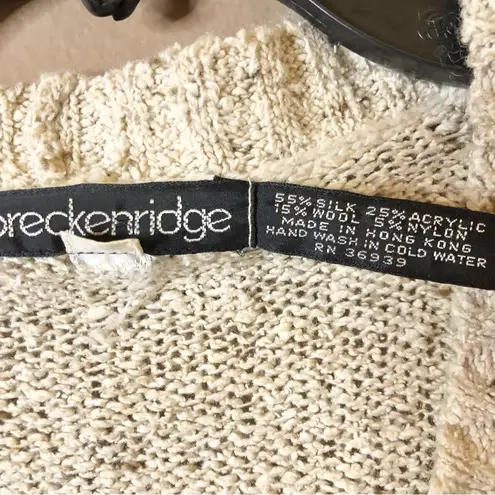 breckenridge
55% SILK 25% ACRYLIC
15% WOOL 5% NYLON
MADE IN HONG KONG
HAND WASH IN COLD WATER
RN 36939